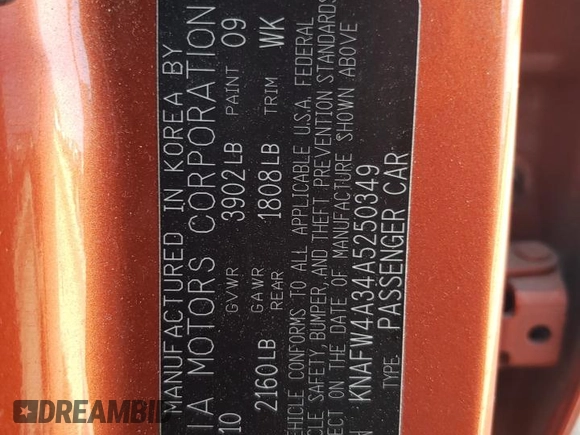 MANUFACTURED IN KOREA BY
IA MOTORS CORPORATION
10 GVWR 3902LB PAINT 09
2160LB GAWR REAR 1808LB TRIM WK
EHICLE CONFORMS TO ALL APPLICABLE U.S.A. FEDERAL
LE SAFETY, BUMPER, AND THEFT PREVENTION STANDARDS
ECT ON THE DATE OF MANUFACTURE SHOWN ABOVE
KNAFW4A34A5250349
TYPE: PASSENGER CAR
DREAMBID